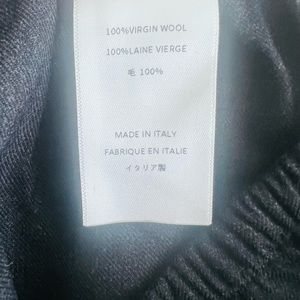 100%VIRGIN WOOL
100%LAINE VIERGE
毛 100%
MADE IN ITALY
FABRIQUE EN ITALIE
イタリア製